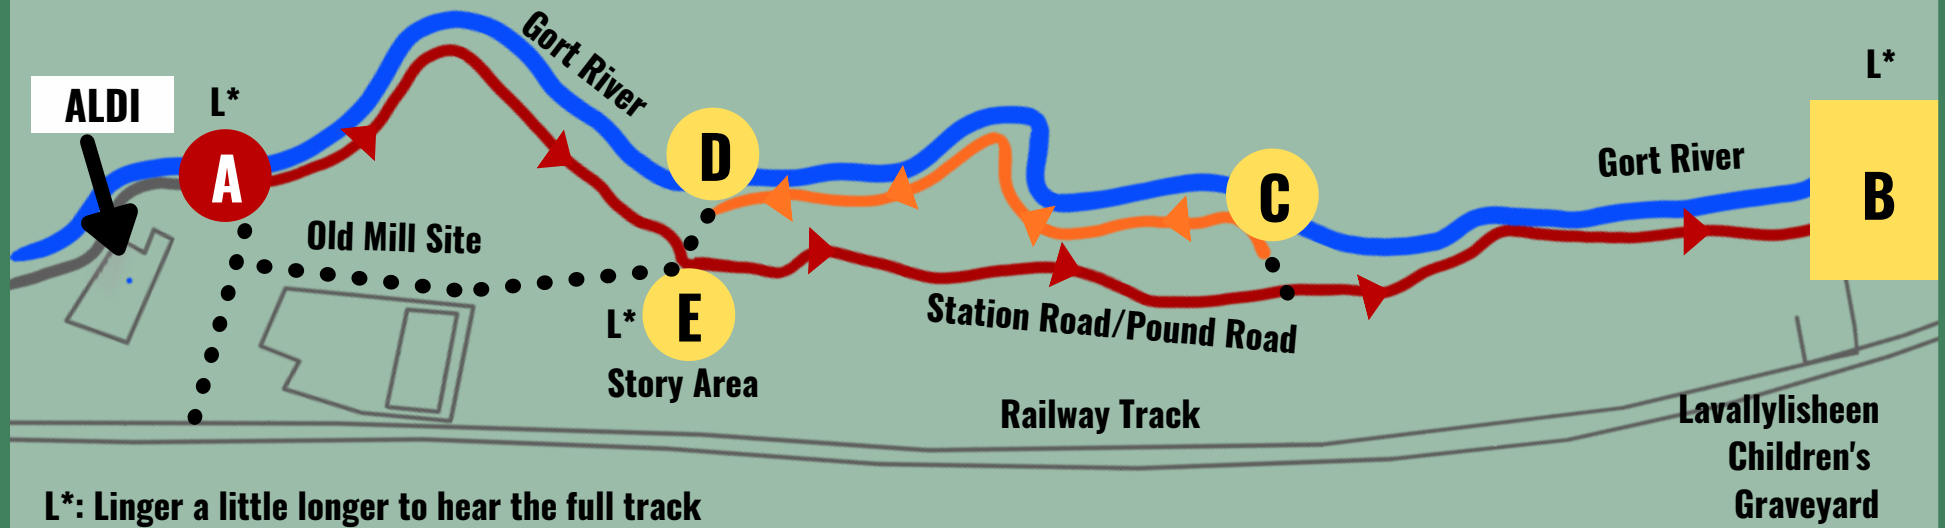 Gort River
L*
ALDI
L*
A
D
C
Gort River
B
Old Mill Site
L*
E
Station Road/Pound Road
Story Area
Railway Track
Lavallylisheen
Children's
Graveyard
L*: Linger a little longer to hear the full track